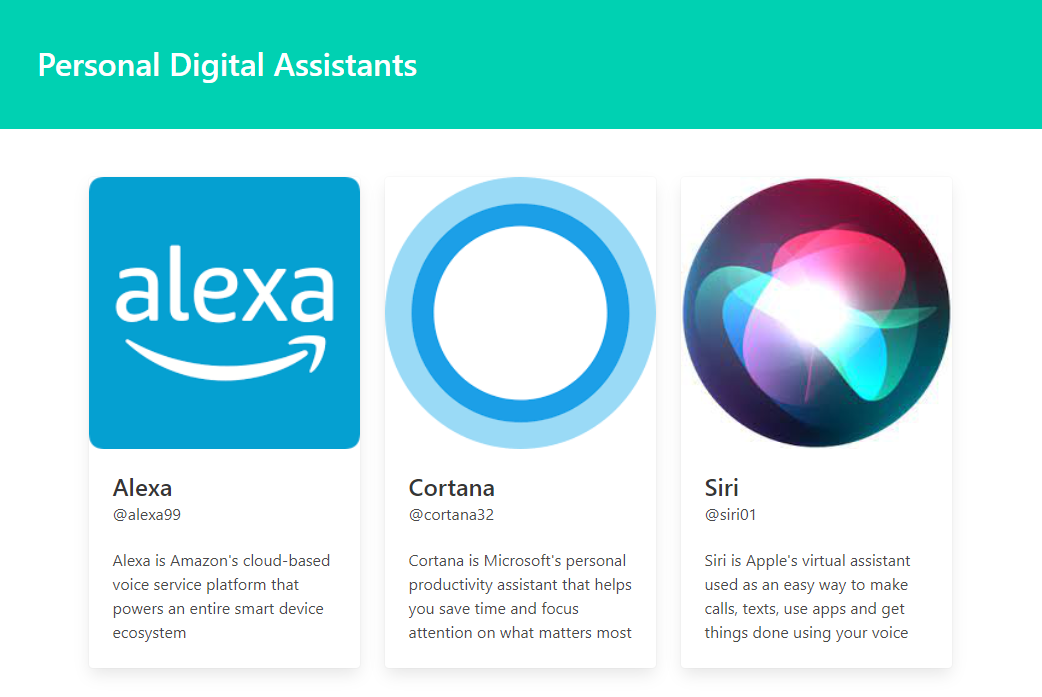 Personal Digital Assistants
alexa
Alexa
@alexa99
Alexa is Amazon's cloud-based
voice service platform that
powers an entire smart device
ecosystem
Cortana
@cortana32
Cortana is Microsoft's personal
productivity assistant that helps
you save time and focus
attention on what matters most
Siri
@siri01
Siri is Apple's virtual assistant
used as an easy way to make
calls, texts, use apps and get
things done using your voice